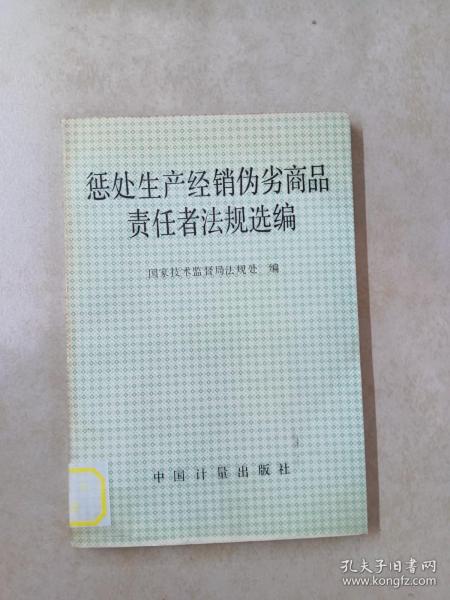 惩处生产经销伪劣商品
责任者法规选编
国家技术监督局法规处 编
中国计量出版社
孔夫子旧书网
www.kongfz.com